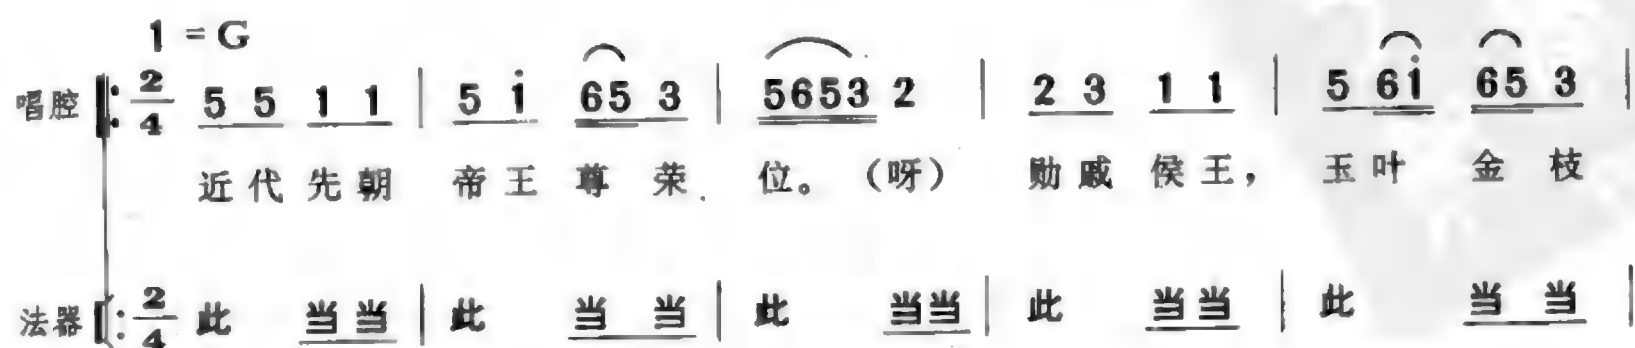 1 = G
唱腔 2/4 5 5 1 1 | 5 i̇ 65 3 | 5653 2 | 2 3 1 1 | 5 6i̇ 65 3 |
近代先朝 帝王尊荣 位。(呀) 勋戚侯王，玉叶 金枝
法器 2/4 此 当当 | 此 当当 | 此 当当 | 此 当当 | 此 当当 |